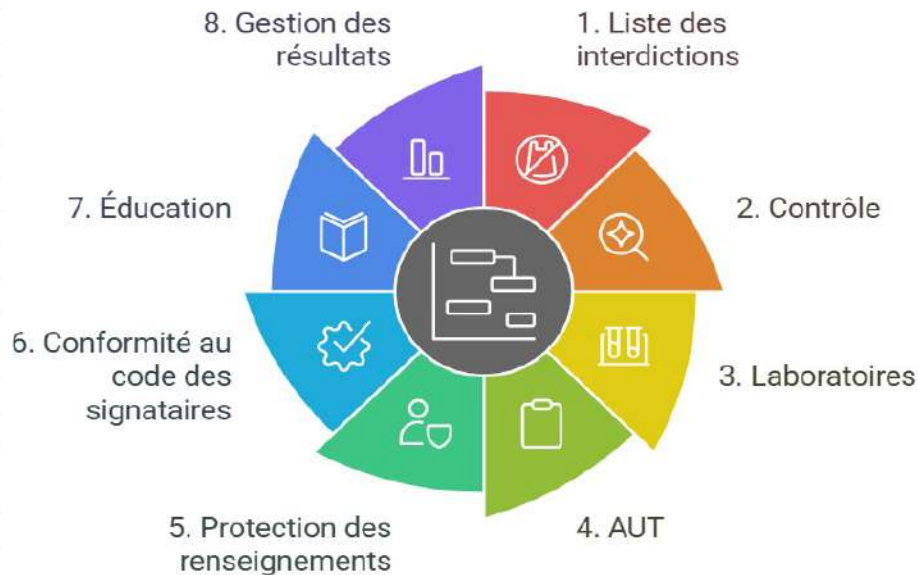 1. Liste des
interdictions
2. Contrôle
3. Laboratoires
4. AUT
5. Protection des
renseignements
6. Conformité au
code des
signataires
7. Éducation
8. Gestion des
résultats